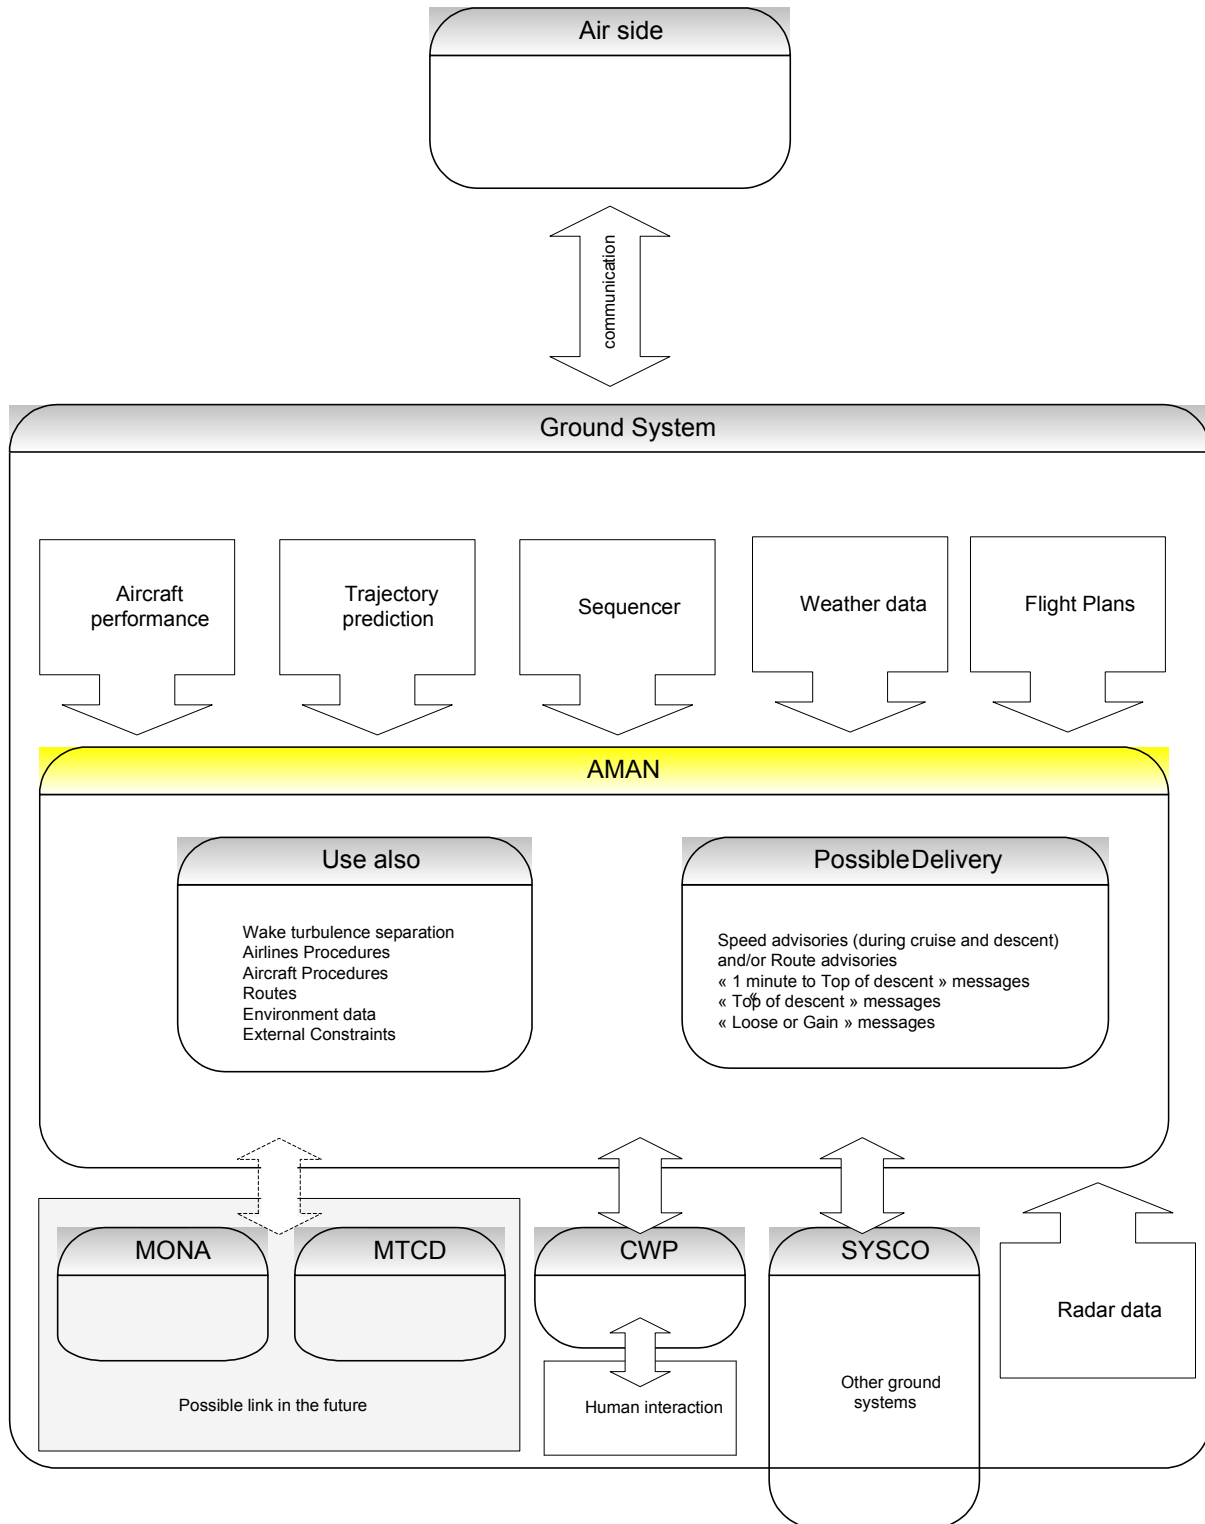 Air side
communication
Ground System
Aircraft
performance
Trajectory
prediction
Sequencer
Weather data
Flight Plans
AMAN
Use also
Wake turbulence separation
Airlines Procedures
Aircraft Procedures
Routes
Environment data
External Constraints
Possible Delivery
Speed advisories (during cruise and descent)
and/or Route advisories
« 1 minute to Top of descent » messages
«
« Top of descent » messages
« Loose or Gain » messages
MONA
MTCD
CWP
SYSCO
Possible link in the future
Human interaction
Other ground
systems
Radar data